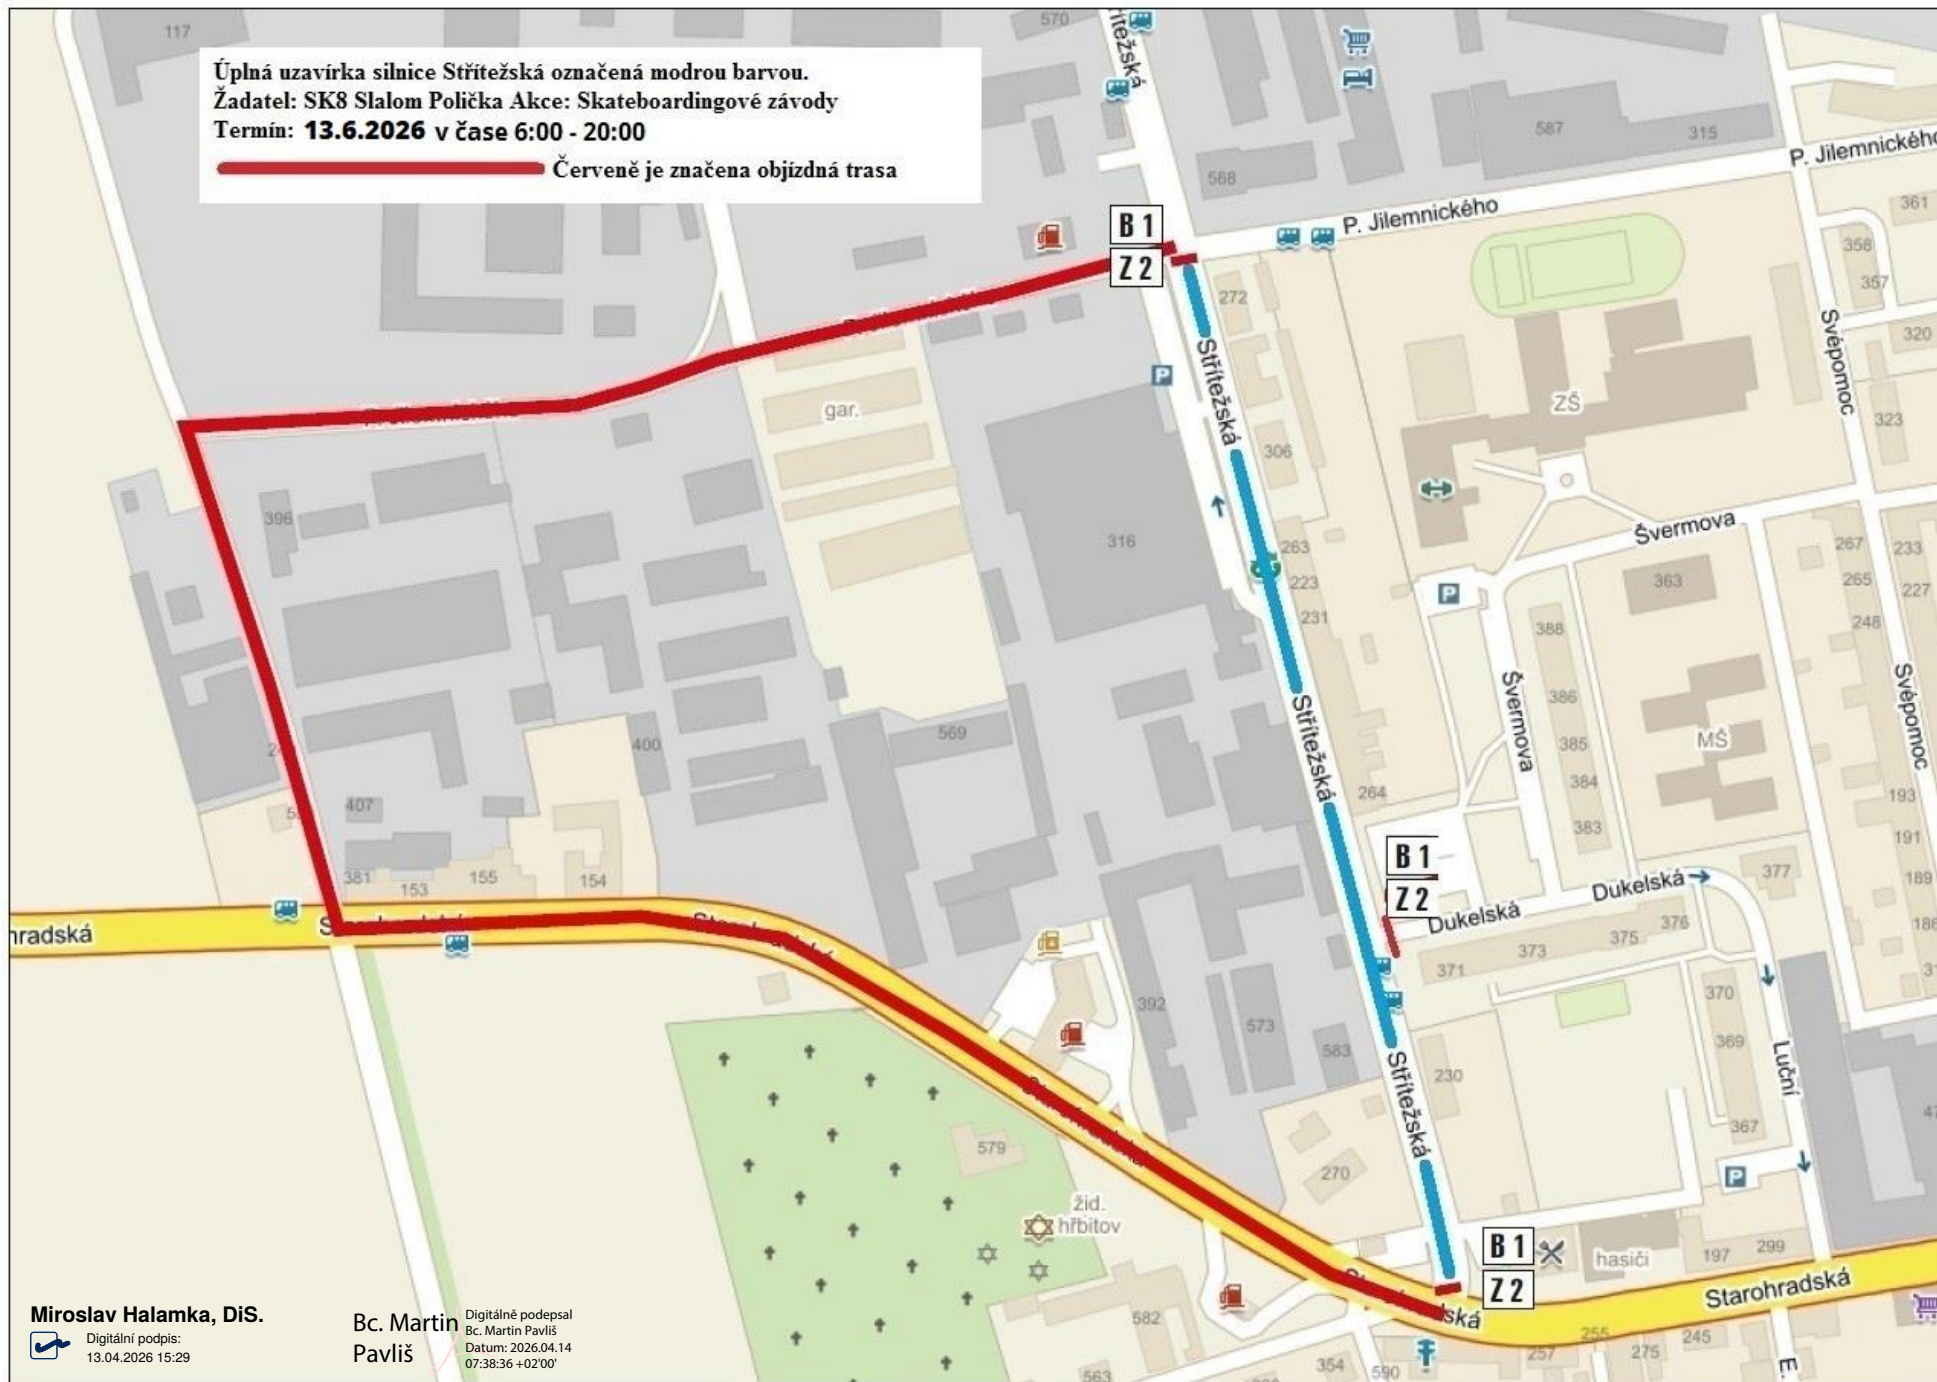 Úplná uzavírka silnice Střítežská označená modrou barvou.
Žadatel: SK8 Slalom Polička Akce: Skateboardingové závody
Termín: 13.6.2026 v čase 6:00 - 20:00
Červeně je značena objízdná trasa
117
570
587
315
P. Jilemnického
568
P. Jilemnického
361
358
357
B 1
Z 2
272
320
Střítežská
Svépomoc
P
ZŠ
gar.
323
306
396
316
Švermova
263
267
233
223
363
265
227
P
231
388
248
Švermova
386
Svépomoc
Střítežská
400
569
385
MŠ
384
264
193
407
383
191
B 1
377
381
153
155
154
189
Z 2
Dukelská
Dukelská
376
375
373
hradská
371
370
392
573
369
583
Luční
Střítežská
230
367
579
270
P
žid.
hřbitov
B 1
hasiči
197
299
Z 2
Starohradská
582
255
245
257
275
354
590
563
E.
Miroslav Halamka, DiS.
Digitální podpis:
13.04.2026 15:29
Bc. Martin
Pavliš
Digitálně podepsal
Bc. Martin Pavliš
Datum: 2026.04.14
07:38:36 +02'00'